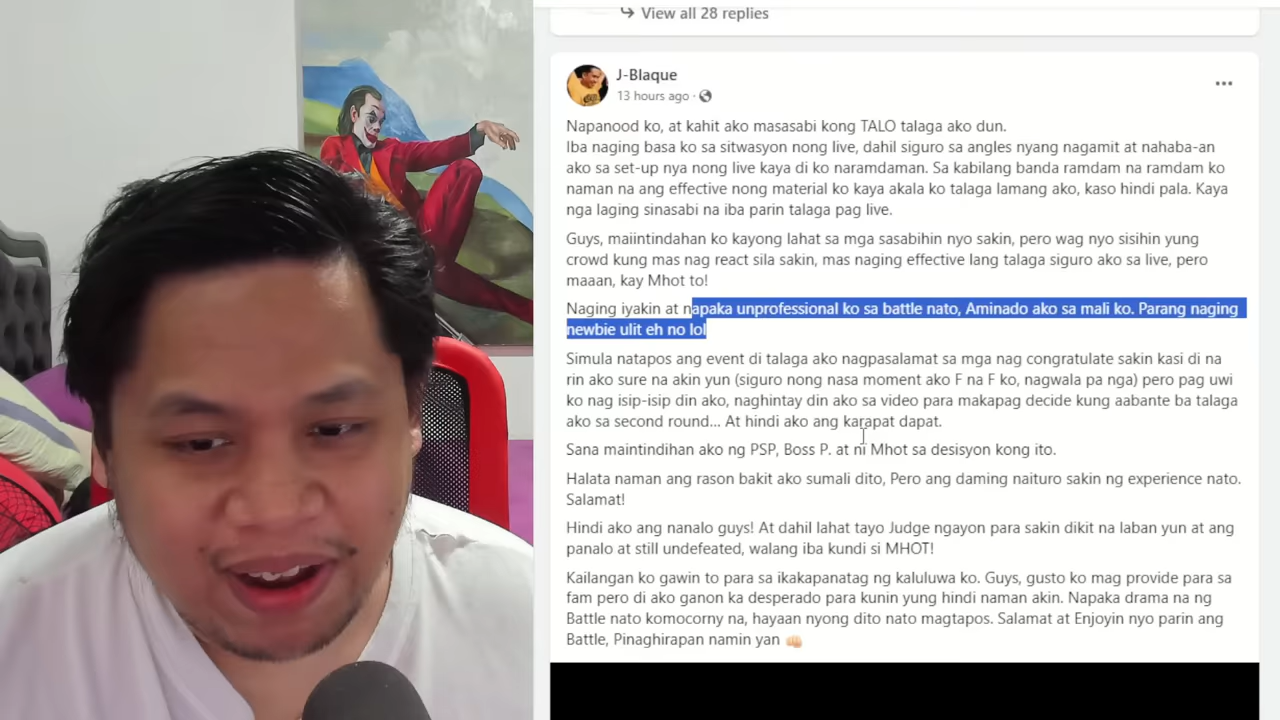 View all 28 replies
J-Blaque
13 hours ago ·
Napanood ko, at kahit ako masasabi kong TALO talaga ako dun.
Iba naging basa ko sa sitwasyon nong live, dahil siguro sa angles nyang nagamit at nahaba-an
ako sa set-up nya nong live kaya di ko naramdaman. Sa kabilang banda ramdam na ramdam ko
naman na ang effective nong material ko kaya akala ko talaga lamang ako, kaso hindi pala. Kaya
nga laging sinasabi na iba parin talaga pag live.
Guys, maiintindahan ko kayong lahat sa mga sasabihin nyo sakin, pero wag nyo sisihin yung
crowd kung mas nag react sila sakin, mas naging effective lang talaga siguro ako sa live, pero
maaan, kay Mhot to!
Naging iyakin at napaka unprofessional ko sa battle nato, Aminado ako sa mali ko. Parang naging
newbie ulit eh no lol
Simula natapos ang event di talaga ako nagpasalamat sa mga nag congratulate sakin kasi di na
rin ako sure na akin yun (siguro nong nasa moment ako F na F ko, nagwala pa nga) pero pag uwi
ko nag isip-isip din ako, naghintay din ako sa video para makapag decide kung aabante ba talaga
ako sa second round... At hindi ako ang karapat dapat.
Sana maintindihan ako ng PSP, Boss P. at ni Mhot sa desisyon kong ito.
Halata naman ang rason bakit ako sumali dito, Pero ang daming naituro sakin ng experience nato.
Salamat!
Hindi ako ang nanalo guys! At dahil lahat tayo Judge ngayon para sakin dikit na laban yun at ang
panalo at still undefeated, walang iba kundi si MHOT!
Kailangan ko gawin to para sa ikakapanatag ng kaluluwa ko. Guys, gusto ko mag provide para sa
fam pero di ako ganon ka desperado para kunin yung hindi naman akin. Napaka drama na ng
Battle nato komocorny na, hayaan nyong dito nato magtapos. Salamat at Enjoyin nyo parin ang
Battle, Pinaghirapan namin yan 👊🏻